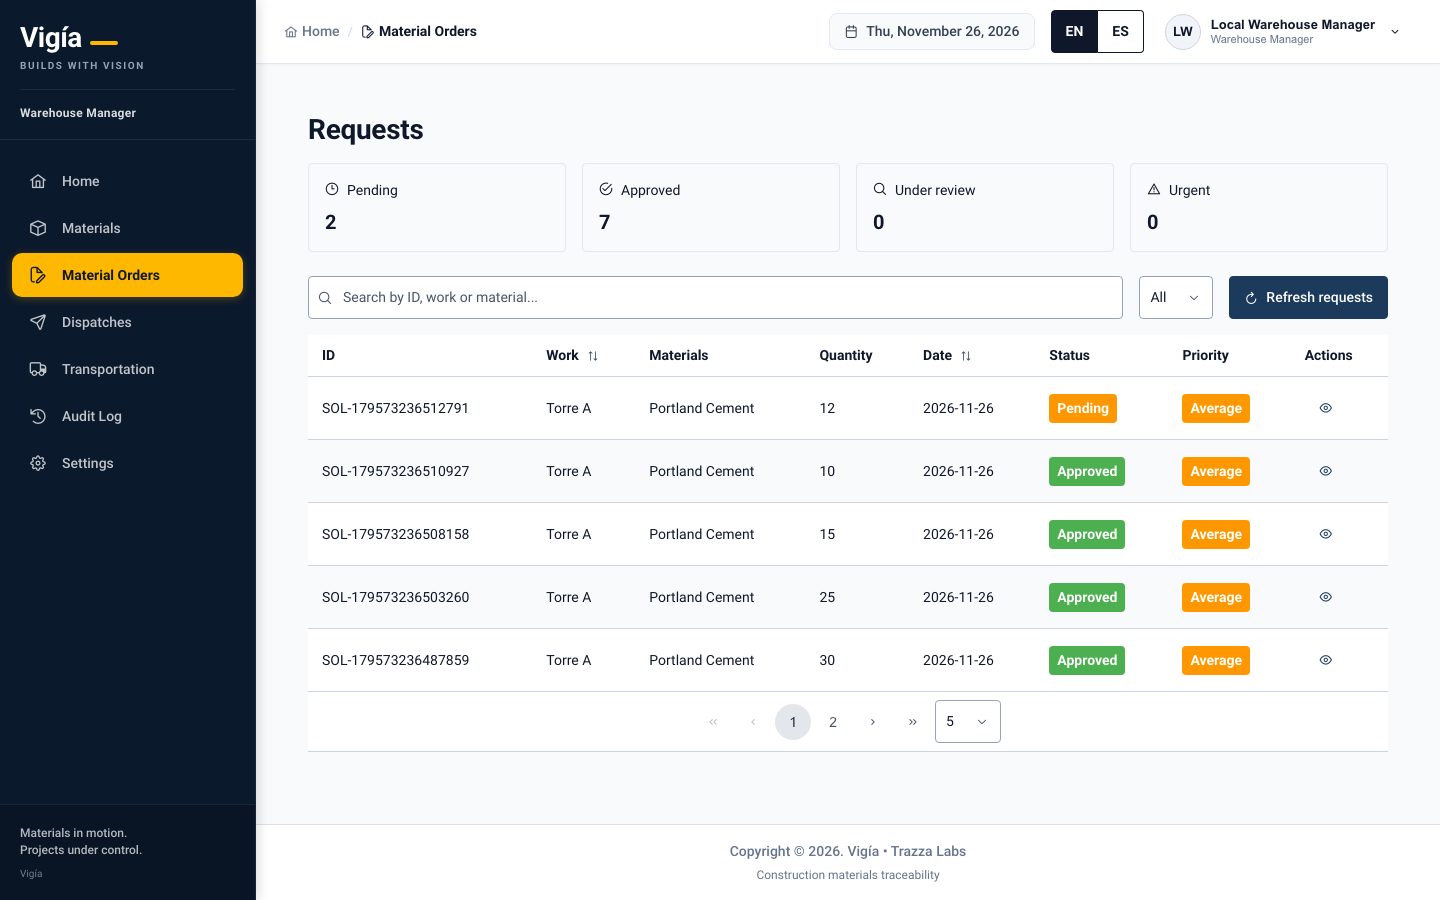 Vigía
BUILDS WITH VISION
Warehouse Manager
Home
Materials
Material Orders
Dispatches
Transportation
Audit Log
Settings
Materials in motion.
Projects under control.
Vigía
Home / Material Orders
Thu, November 26, 2026
EN ES
LW
Local Warehouse Manager
Warehouse Manager
Requests
Pending
2
Approved
7
Under review
0
Urgent
0
Search by ID, work or material...
All
Refresh requests
ID Work Materials Quantity Date Status Priority Actions
SOL-179573236512791 Torre A Portland Cement 12 2026-11-26 Pending Average
SOL-179573236510927 Torre A Portland Cement 10 2026-11-26 Approved Average
SOL-179573236508158 Torre A Portland Cement 15 2026-11-26 Approved Average
SOL-179573236503260 Torre A Portland Cement 25 2026-11-26 Approved Average
SOL-179573236487859 Torre A Portland Cement 30 2026-11-26 Approved Average
« ‹ 1 2 › » 5
Copyright © 2026. Vigía • Trazza Labs
Construction materials traceability